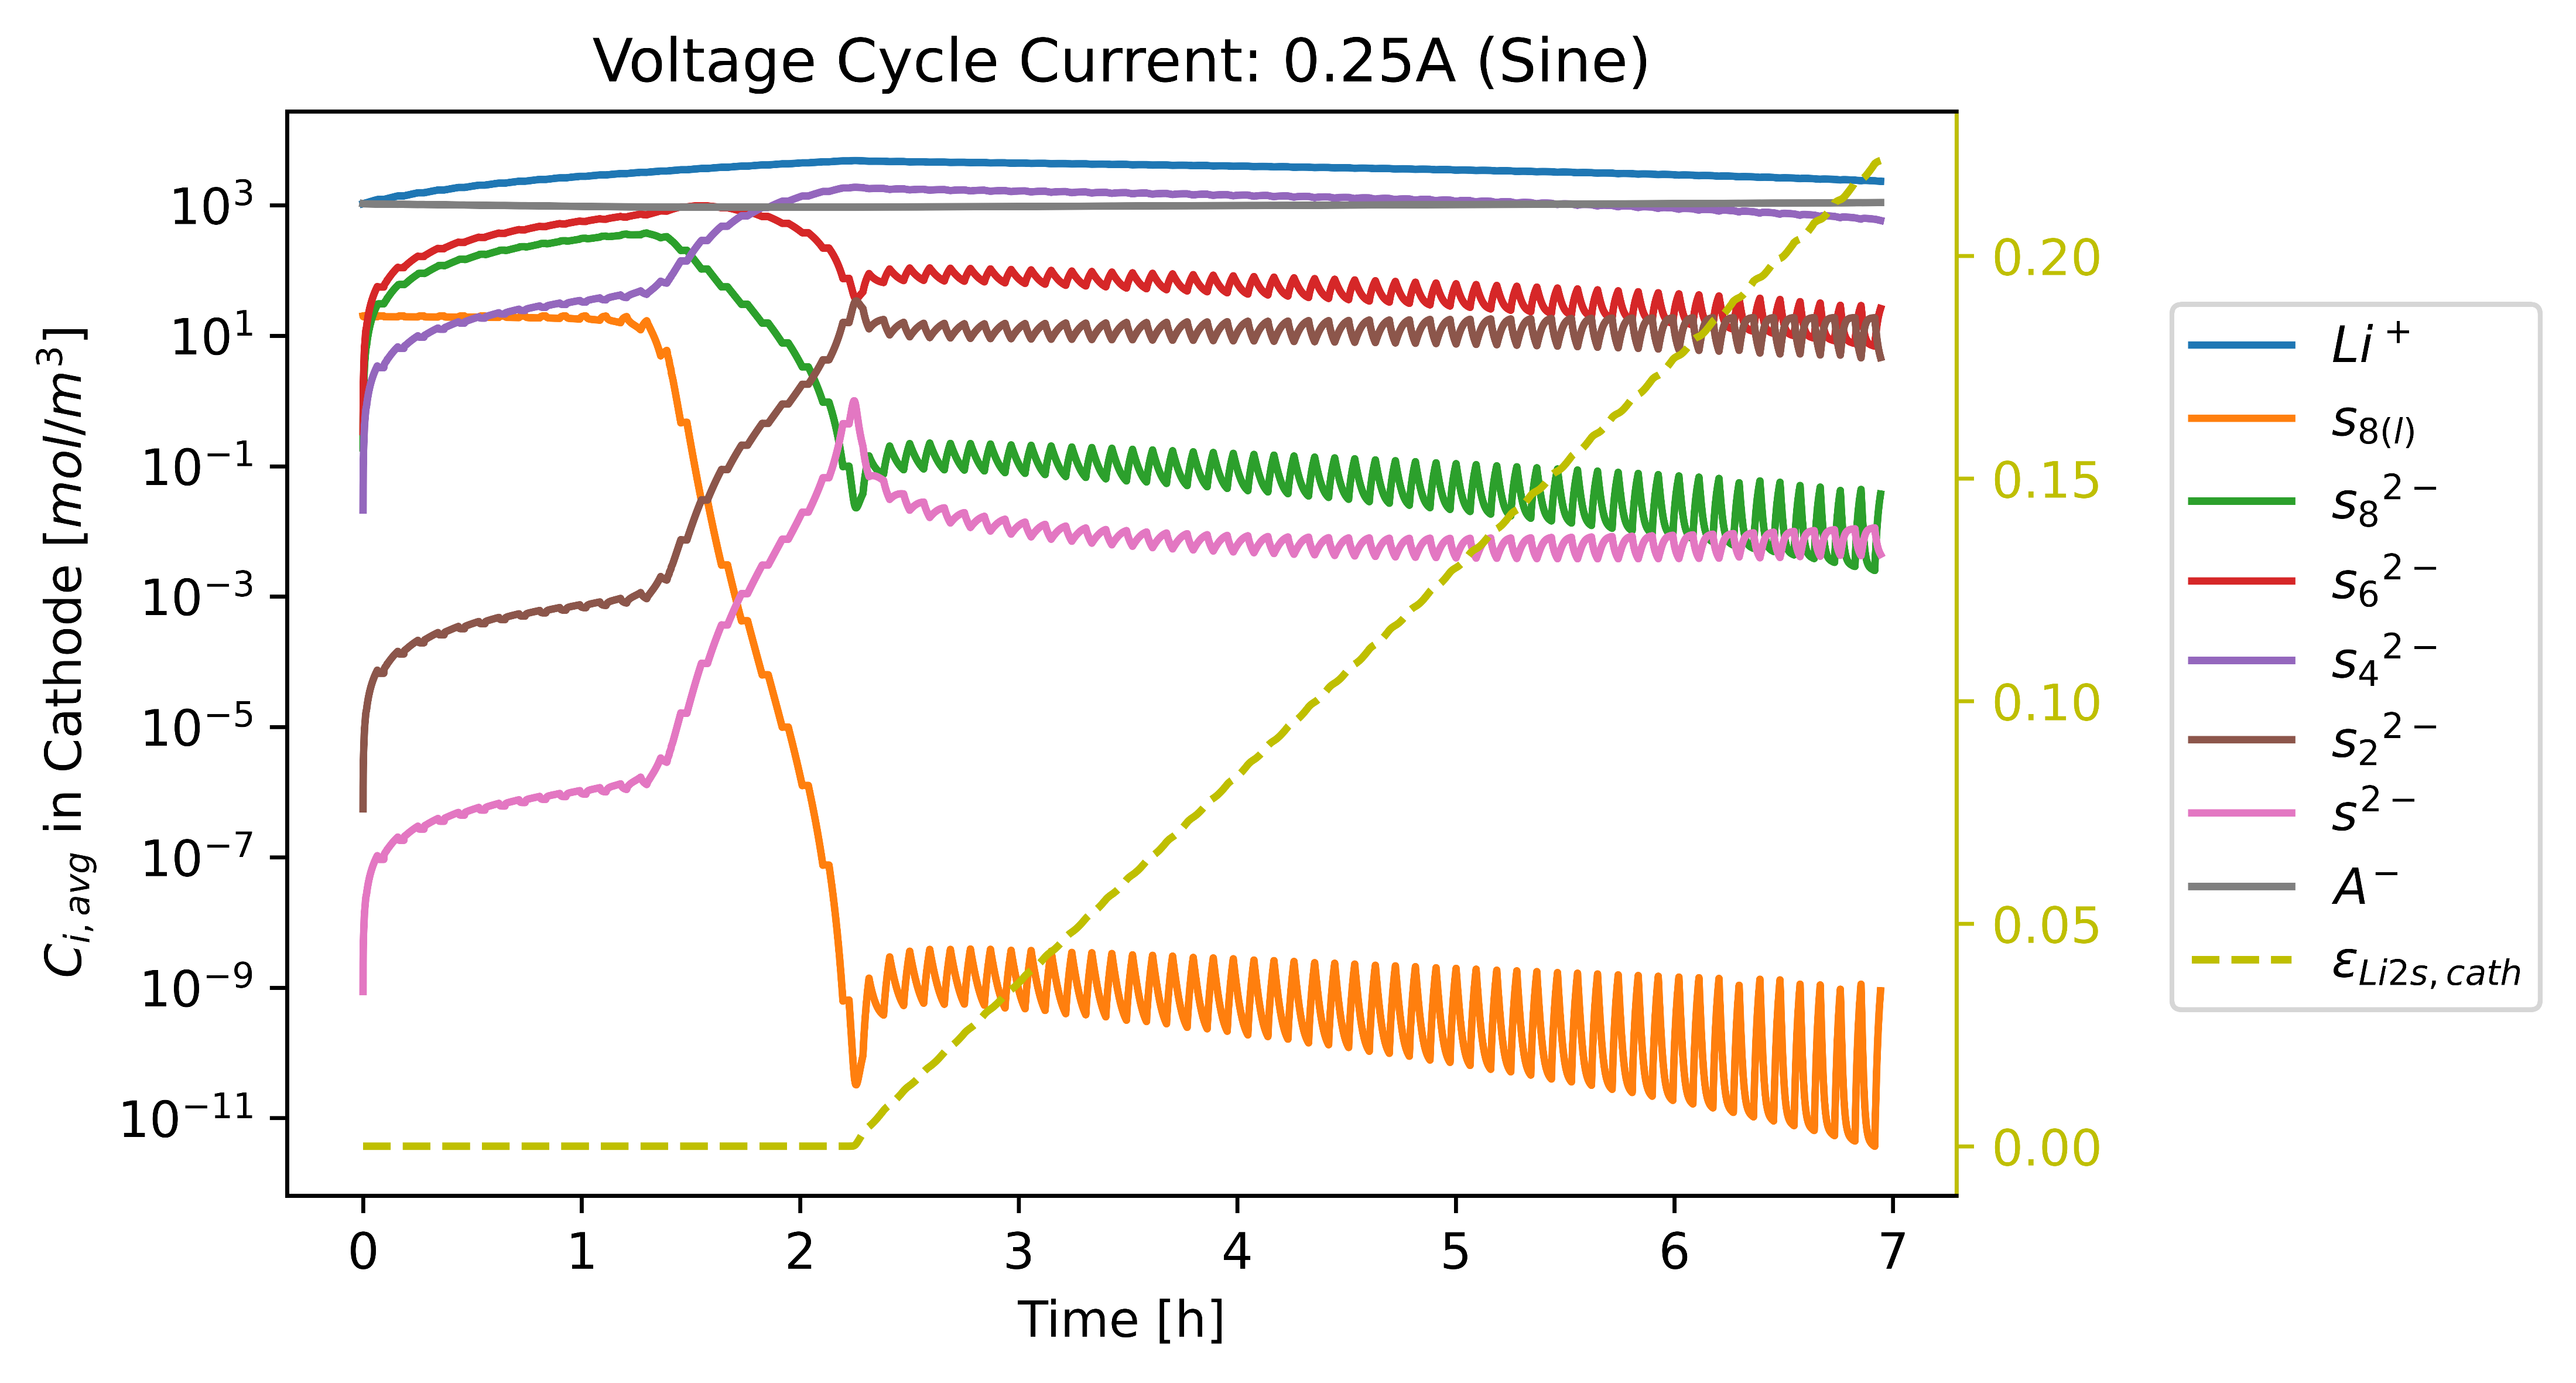 Voltage Cycle Current: 0.25A (Sine)
C_{i, avg} in Cathode [mol/m^3]
10^3
10^1
10^{−1}
10^{−3}
10^{−5}
10^{−7}
10^{−9}
10^{−11}
0.20
0.15
0.10
0.05
0.00
0 1 2 3 4 5 6 7
Time [h]
Li^+
s_{8(l)}
s_8^{2−}
s_6^{2−}
s_4^{2−}
s_2^{2−}
s^{2−}
A^−
ε_{Li2s, cath}